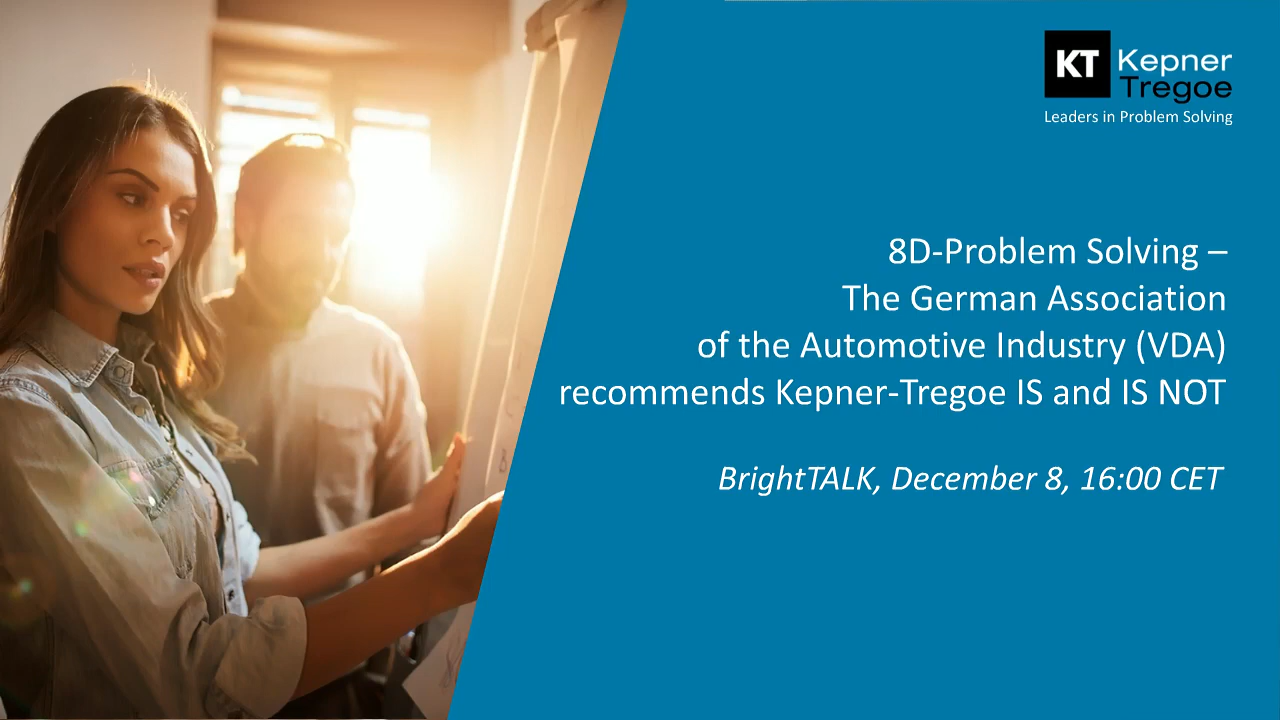 KT Kepner
Tregoe
Leaders in Problem Solving
8D-Problem Solving –
The German Association
of the Automotive Industry (VDA)
recommends Kepner-Tregoe IS and IS NOT
BrightTALK, December 8, 16:00 CET